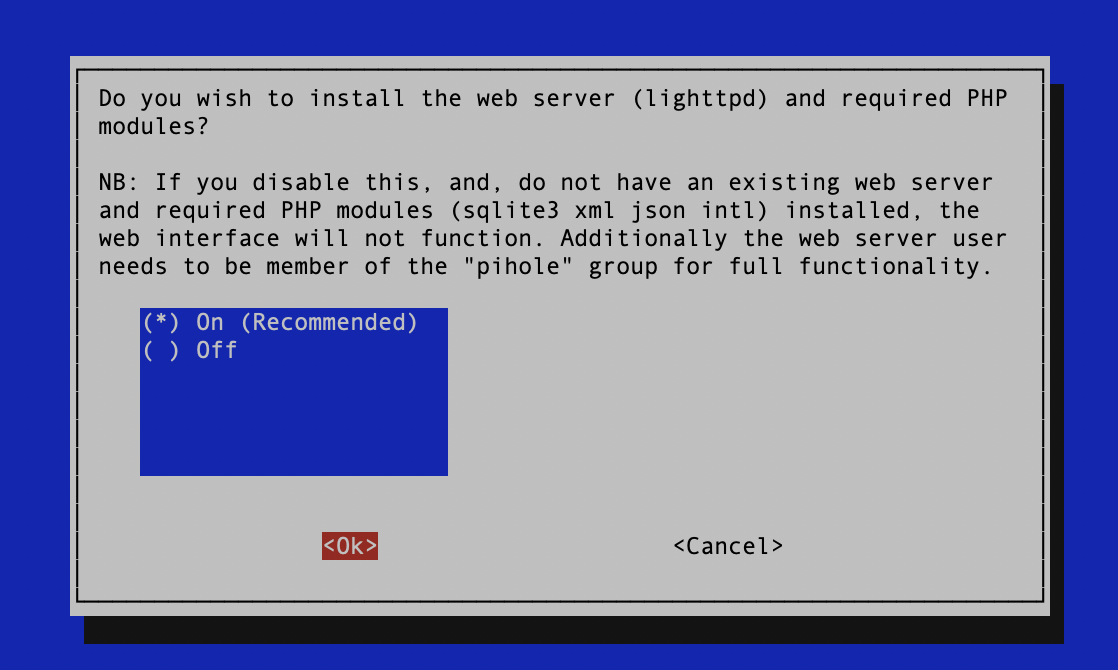 Do you wish to install the web server (lighttpd) and required PHP
modules?
NB: If you disable this, and, do not have an existing web server
and required PHP modules (sqlite3 xml json intl) installed, the
web interface will not function. Additionally the web server user
needs to be member of the "pihole" group for full functionality.
(*) On (Recommended)
( ) Off
<Ok> <Cancel>